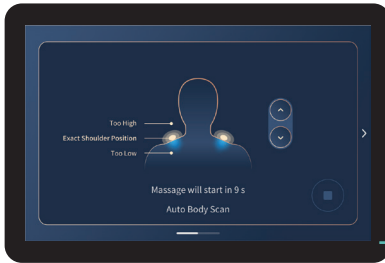 Too High
Exact Shoulder Position
Too Low
Massage will start in 9 s
Auto Body Scan